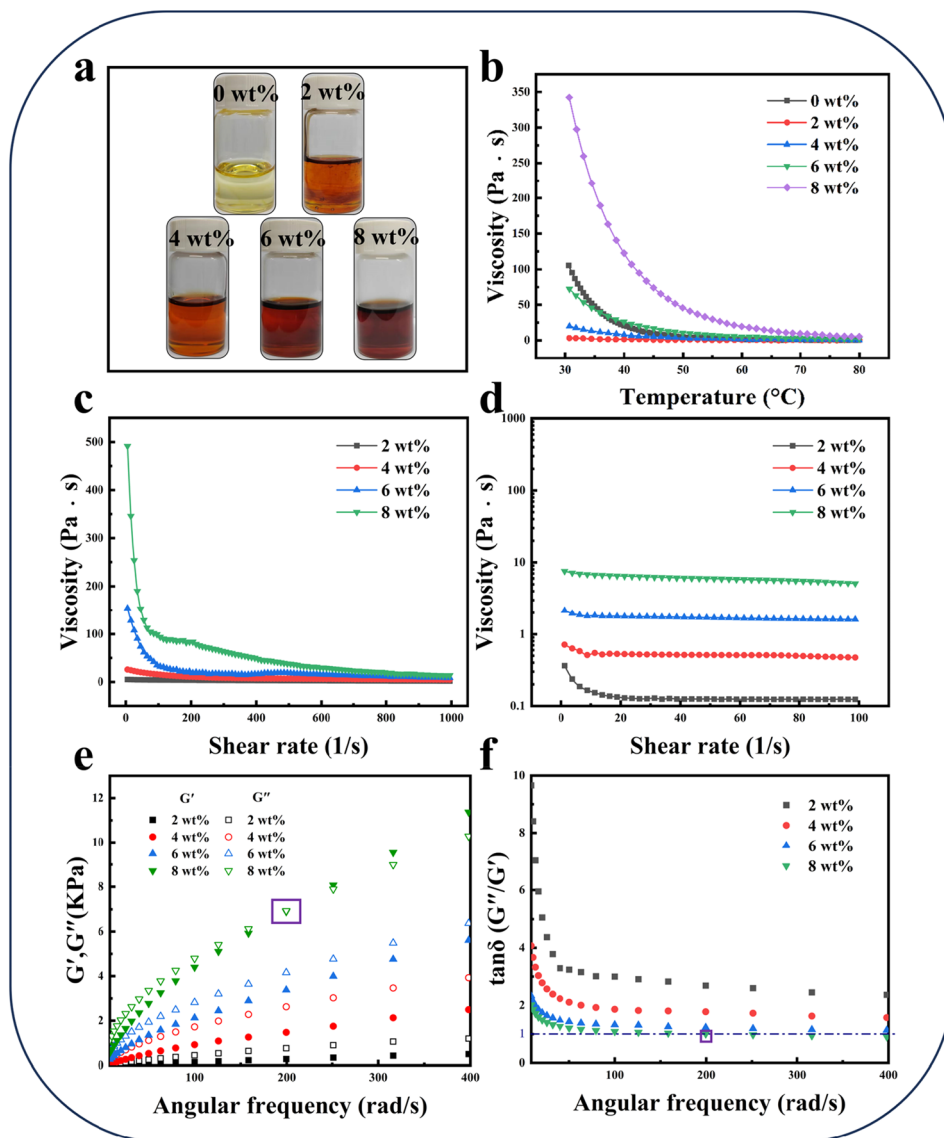 a
0 wt%
2 wt%
4 wt%
6 wt%
8 wt%
b
Viscosity (Pa · s)
350
300
250
200
150
100
50
0
0 wt%
2 wt%
4 wt%
6 wt%
8 wt%
30 40 50 60 70 80
Temperature (°C)
c
Viscosity (Pa · s)
500
400
300
200
100
0
2 wt%
4 wt%
6 wt%
8 wt%
0 200 400 600 800 1000
Shear rate (1/s)
d
Viscosity (Pa · s)
1000
100
10
1
0.1
2 wt%
4 wt%
6 wt%
8 wt%
0 20 40 60 80 100
Shear rate (1/s)
e
G′,G″(KPa)
12
10
8
6
4
2
0
G′ G″
2 wt% 2 wt%
4 wt% 4 wt%
6 wt% 6 wt%
8 wt% 8 wt%
100 200 300 400
Angular frequency (rad/s)
f
tanδ (G″/G′)
10
8
6
4
2
1
0
2 wt%
4 wt%
6 wt%
8 wt%
100 200 300 400
Angular frequency (rad/s)